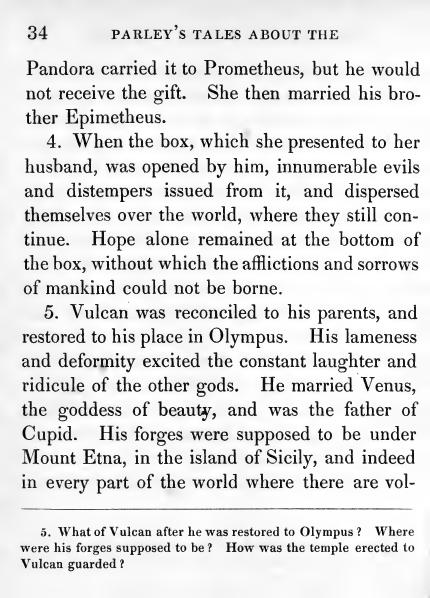 34 PARLEY'S TALES ABOUT THE
Pandora carried it to Prometheus, but he would
not receive the gift. She then married his bro-
ther Epimetheus.
4. When the box, which she presented to her
husband, was opened by him, innumerable evils
and distempers issued from it, and dispersed
themselves over the world, where they still con-
tinue. Hope alone remained at the bottom of
the box, without which the afflictions and sorrows
of mankind could not be borne.
5. Vulcan was reconciled to his parents, and
restored to his place in Olympus. His lameness
and deformity excited the constant laughter and
ridicule of the other gods. He married Venus,
the goddess of beauty, and was the father of
Cupid. His forges were supposed to be under
Mount Etna, in the island of Sicily, and indeed
in every part of the world where there are vol-
5. What of Vulcan after he was restored to Olympus? Where
were his forges supposed to be? How was the temple erected to
Vulcan guarded?